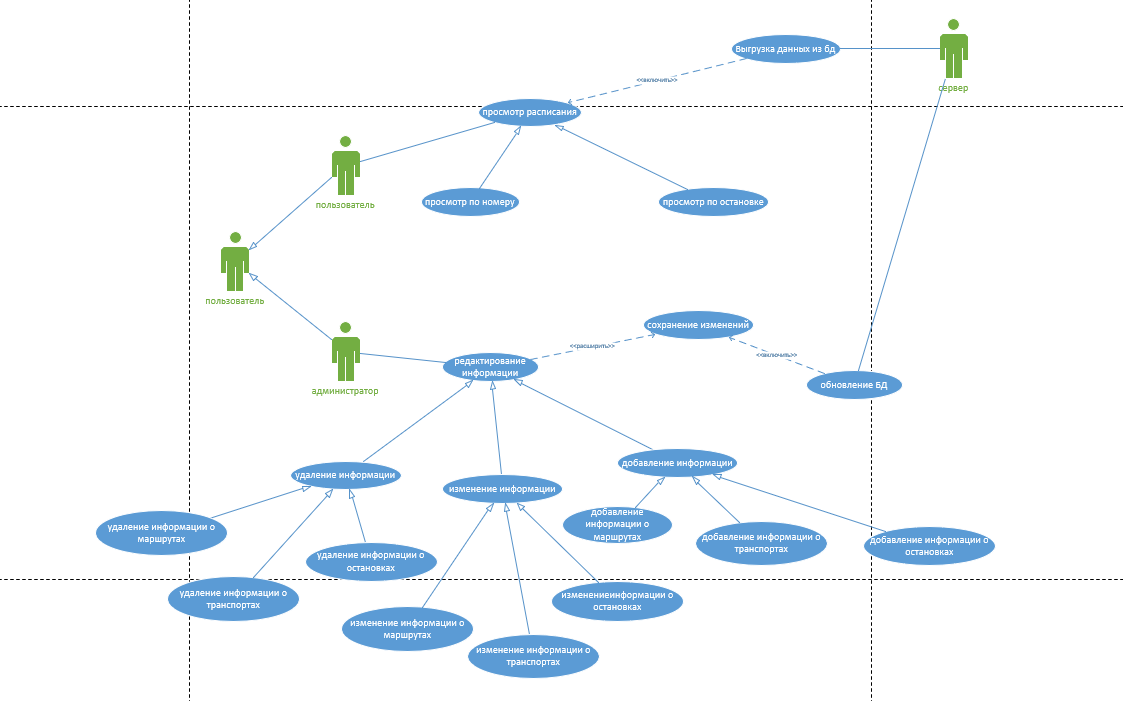 Выгрузка данных из бд
<<включить>>
сервер
просмотр расписания
пользователь
просмотр по номеру
просмотр по остановке
пользователь
сохранение изменений
<<расширить>>
<<включить>>
администратор
редактирование
информации
обновление БД
удаление информации
изменение информации
добавление информации
удаление информации о
маршрутах
удаление информации о
остановках
добавление
информации о
маршрутах
добавление информации о
транспортах
добавление информации о
остановках
удаление информации о
транспортах
изменение информации о
маршрутах
изменение информации о
транспортах
изменениеинформации о
остановках